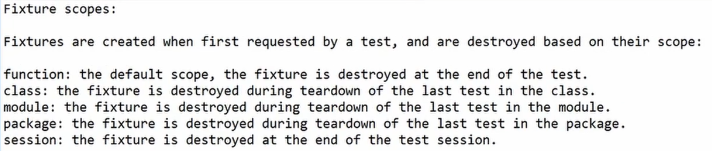 Fixture scopes:
Fixtures are created when first requested by a test, and are destroyed based on their scope:
function: the default scope, the fixture is destroyed at the end of the test.
class: the fixture is destroyed during teardown of the last test in the class.
module: the fixture is destroyed during teardown of the last test in the module.
package: the fixture is destroyed during teardown of the last test in the package.
session: the fixture is destroyed at the end of the test session.